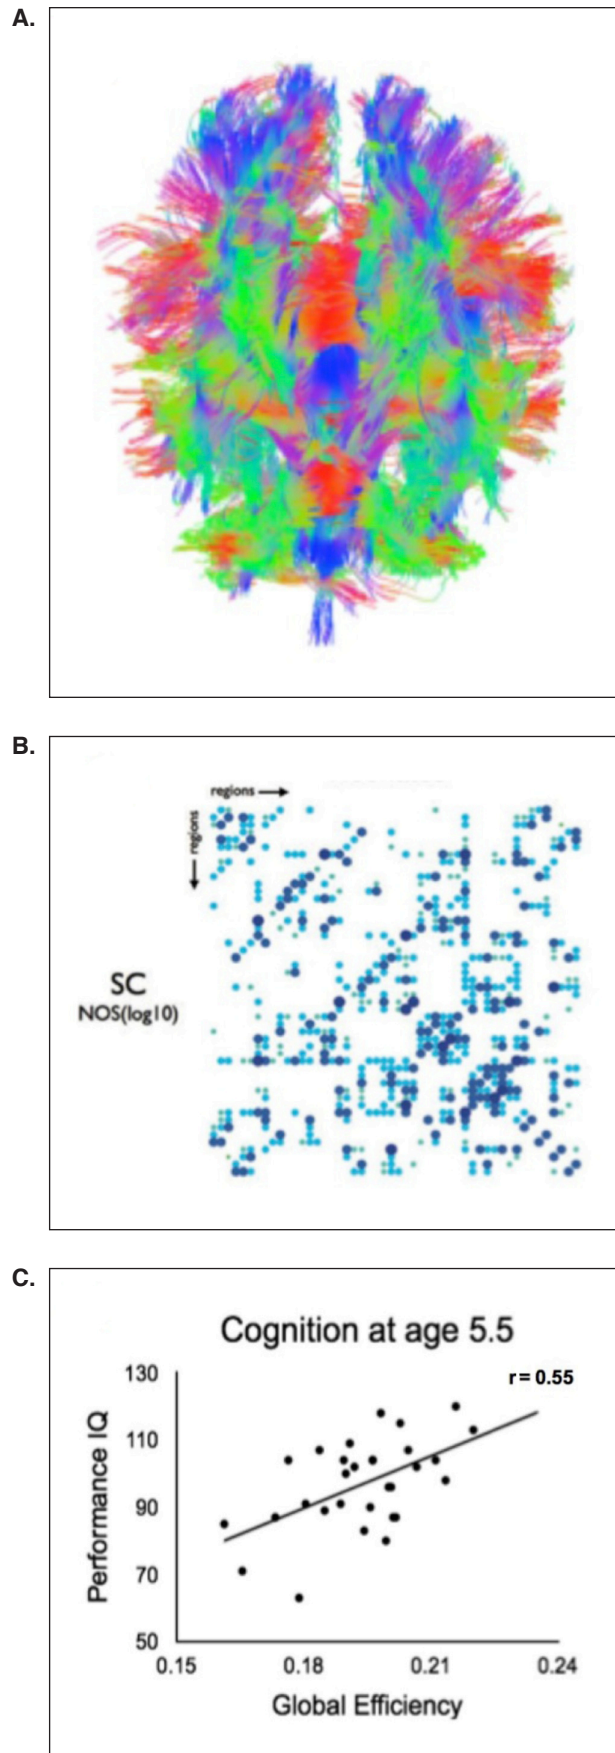 A.
B.
regions
regions
SC
NOS(log10)
C.
Cognition at age 5.5
r = 0.55
130
110
90
70
50
Performance IQ
0.15 0.18 0.21 0.24
Global Efficiency